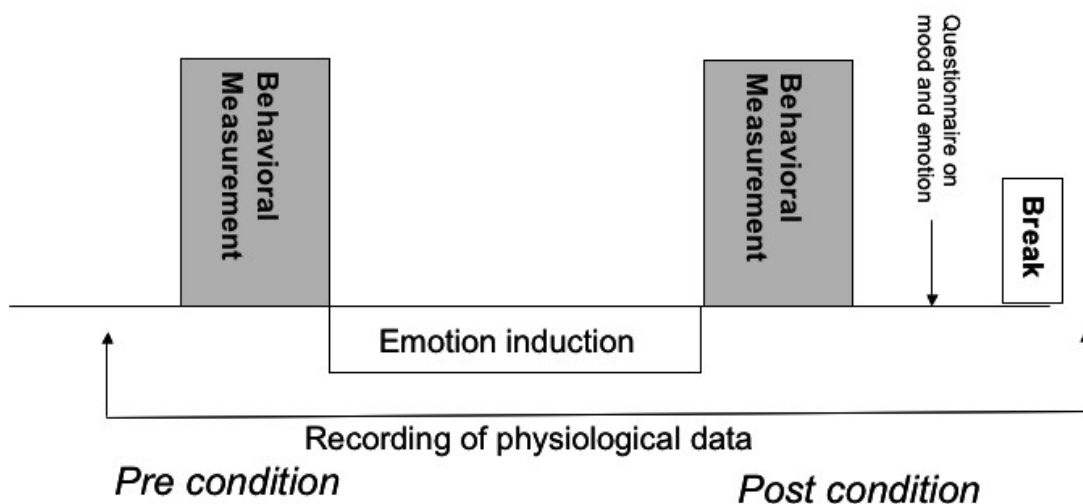 Behavioral
Measurement
Behavioral
Measurement
Questionnaire on
mood and emotion
Break
Emotion induction
Recording of physiological data
Pre condition
Post condition